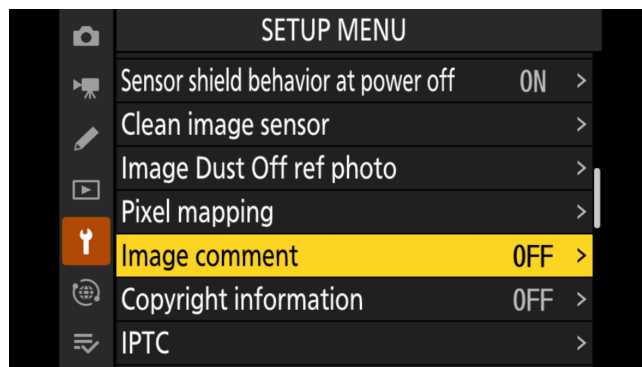 SETUP MENU
Sensor shield behavior at power off ON >
Clean image sensor >
Image Dust Off ref photo >
Pixel mapping >
Image comment OFF >
Copyright information OFF >
IPTC >